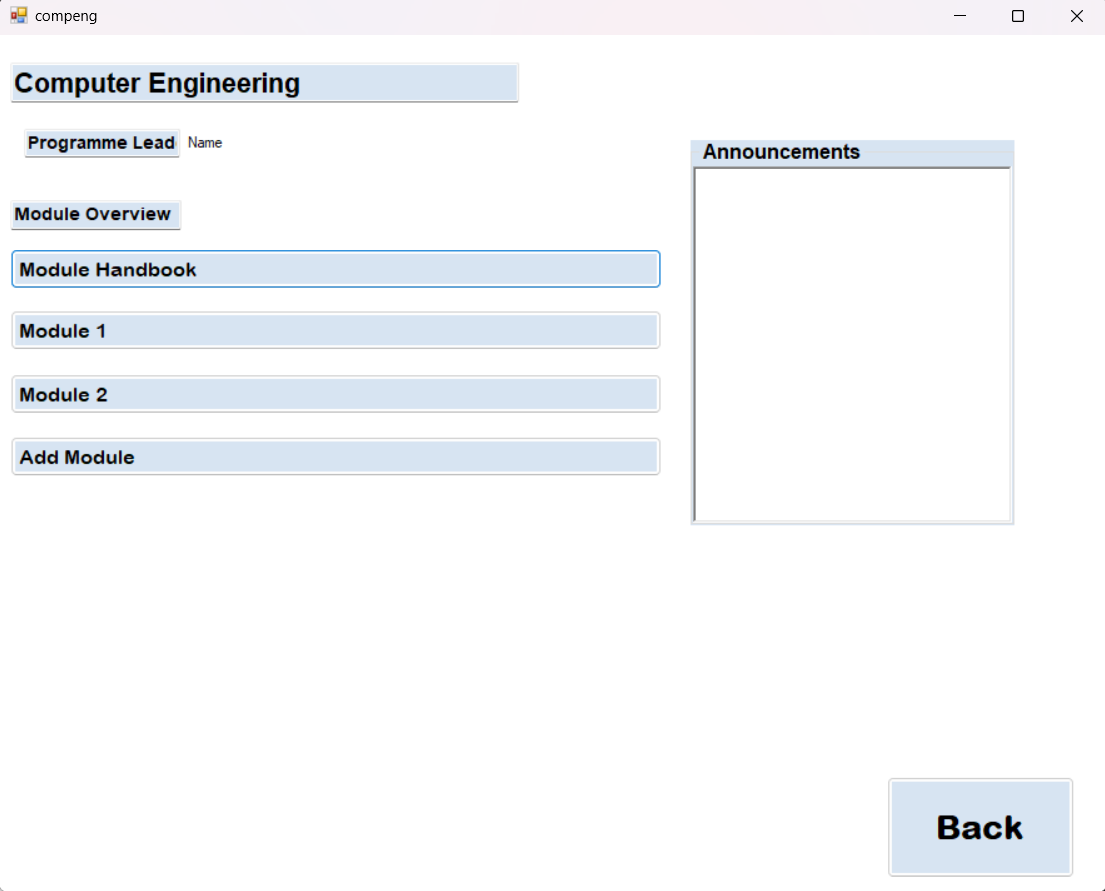 compeng
Computer Engineering
Programme Lead Name
Announcements
Module Overview
Module Handbook
Module 1
Module 2
Add Module
Back